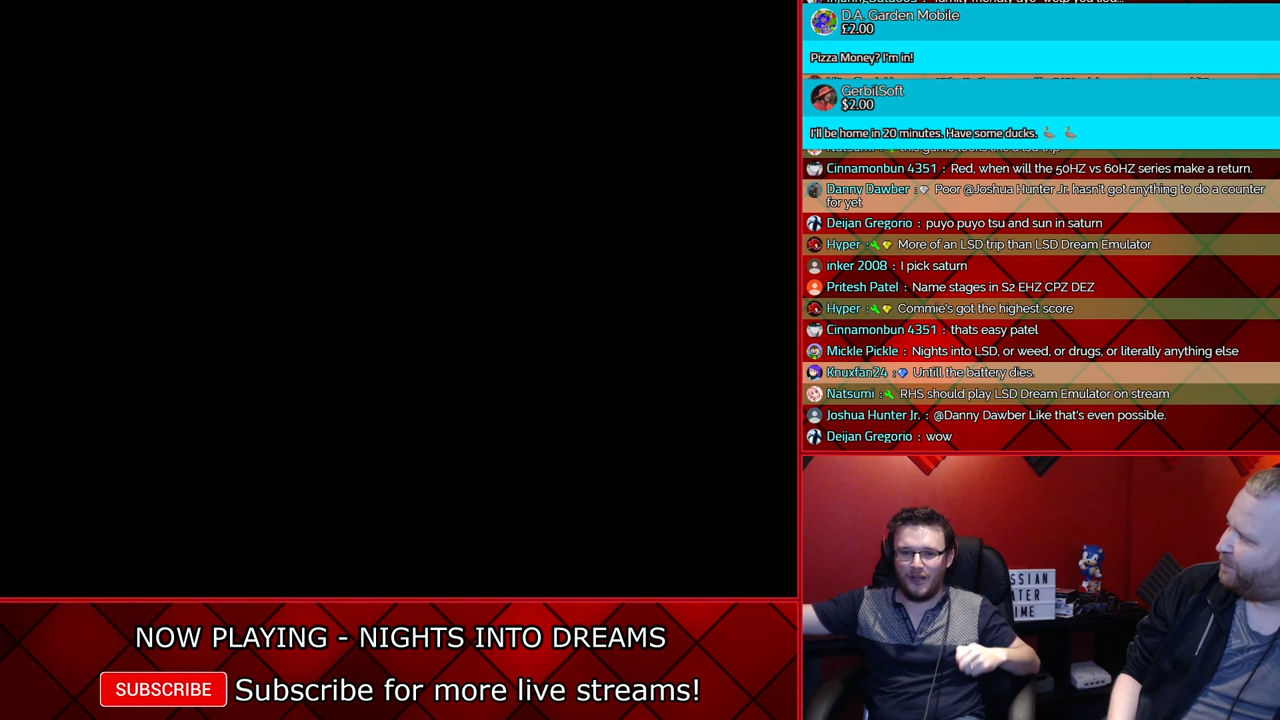 D.A. Garden Mobile
£2.00
Pizza Money? I'm in!
GerbilSoft
$2.00
I'll be home in 20 minutes. Have some ducks.
Cinnamonbun 4351 : Red, when will the 50HZ vs 60HZ series make a return.
Danny Dawber : Poor @Joshua Hunter Jr. hasn't got anything to do a counter
for yet
Deijan Gregorio : puyo puyo tsu and sun in saturn
Hyper : More of an LSD trip than LSD Dream Emulator
inker 2008 : I pick saturn
Pritesh Patel : Name stages in S2 EHZ CPZ DEZ
Hyper : Commie's got the highest score
Cinnamonbun 4351 : thats easy patel
Mickle Pickle : Nights into LSD, or weed, or drugs, or literally anything else
Knuxfan24 : Untill the battery dies.
Natsumi : RHS should play LSD Dream Emulator on stream
Joshua Hunter Jr. : @Danny Dawber Like that's even possible.
Deijan Gregorio : wow
SSIAN
ATER
IME
NOW PLAYING - NIGHTS INTO DREAMS
SUBSCRIBE Subscribe for more live streams!